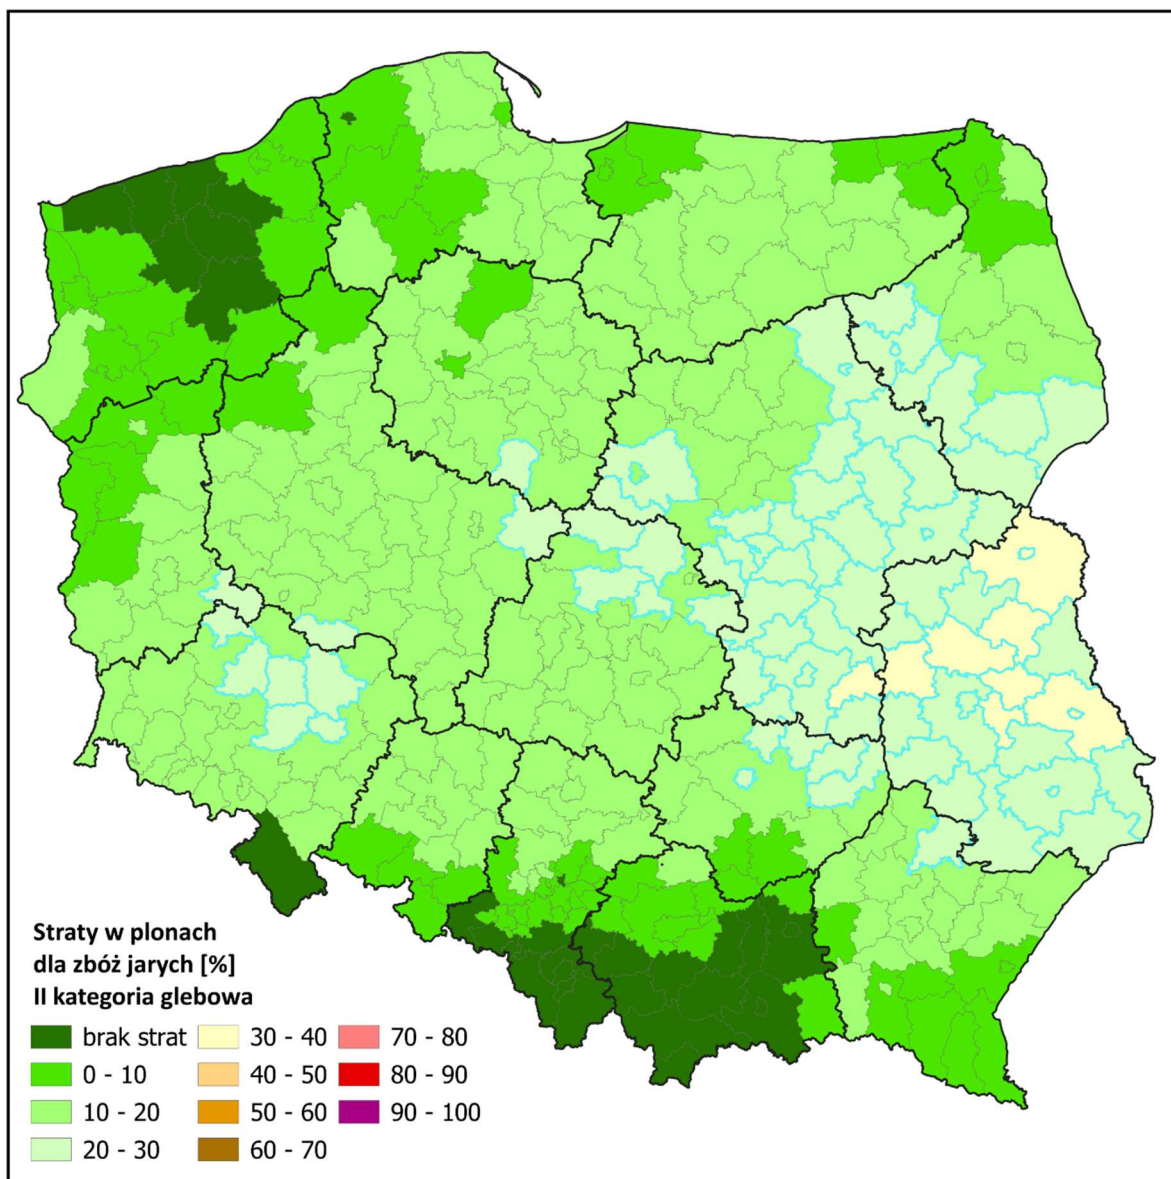 Straty w plonach
dla zbóż jarych [%]
II kategoria glebowa
brak strat
0 - 10
10 - 20
20 - 30
30 - 40
40 - 50
50 - 60
60 - 70
70 - 80
80 - 90
90 - 100